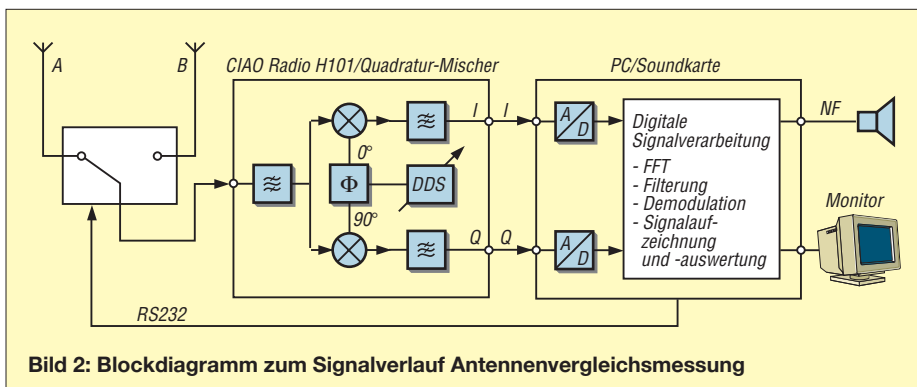 A
B
CIAO Radio H101/Quadratur-Mischer
PC/Soundkarte
I
I
A/D
NF
0°
Φ
DDS
90°
Digitale
Signalverarbeitung
- FFT
- Filterung
- Demodulation
- Signalauf-
zeichnung
und -auswertung
Monitor
Q
Q
A/D
RS232
Bild 2: Blockdiagramm zum Signalverlauf Antennenvergleichsmessung